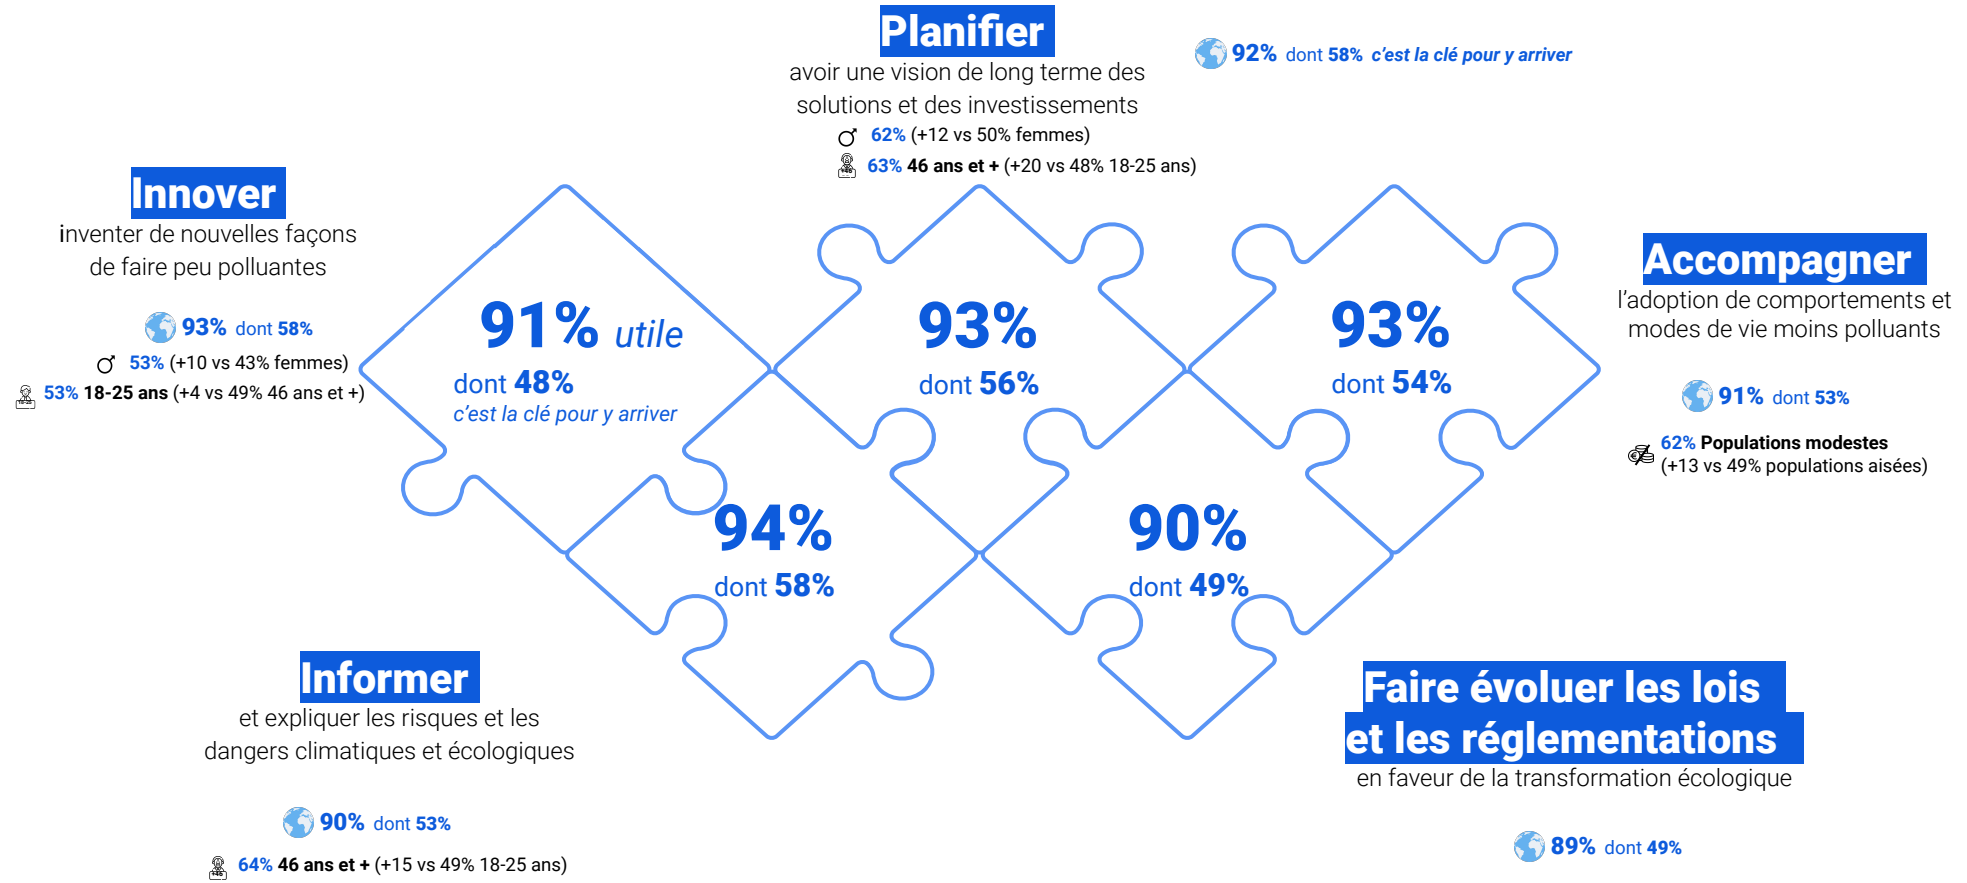 Planifier
avoir une vision de long terme des
solutions et des investissements
92% dont 58% c'est la clé pour y arriver
62% (+12 vs 50% femmes)
63% 46 ans et + (+20 vs 48% 18-25 ans)
Innover
inventer de nouvelles façons
de faire peu polluantes
93% dont 58%
53% (+10 vs 43% femmes)
53% 18-25 ans (+4 vs 49% 46 ans et +)
91% utile
dont 48%
c'est la clé pour y arriver
93%
dont 56%
93%
dont 54%
Accompagner
l'adoption de comportements et
modes de vie moins polluants
91% dont 53%
62% Populations modestes
(+13 vs 49% populations aisées)
94%
dont 58%
90%
dont 49%
Informer
et expliquer les risques et les
dangers climatiques et écologiques
90% dont 53%
64% 46 ans et + (+15 vs 49% 18-25 ans)
Faire évoluer les lois
et les réglementations
en faveur de la transformation écologique
89% dont 49%